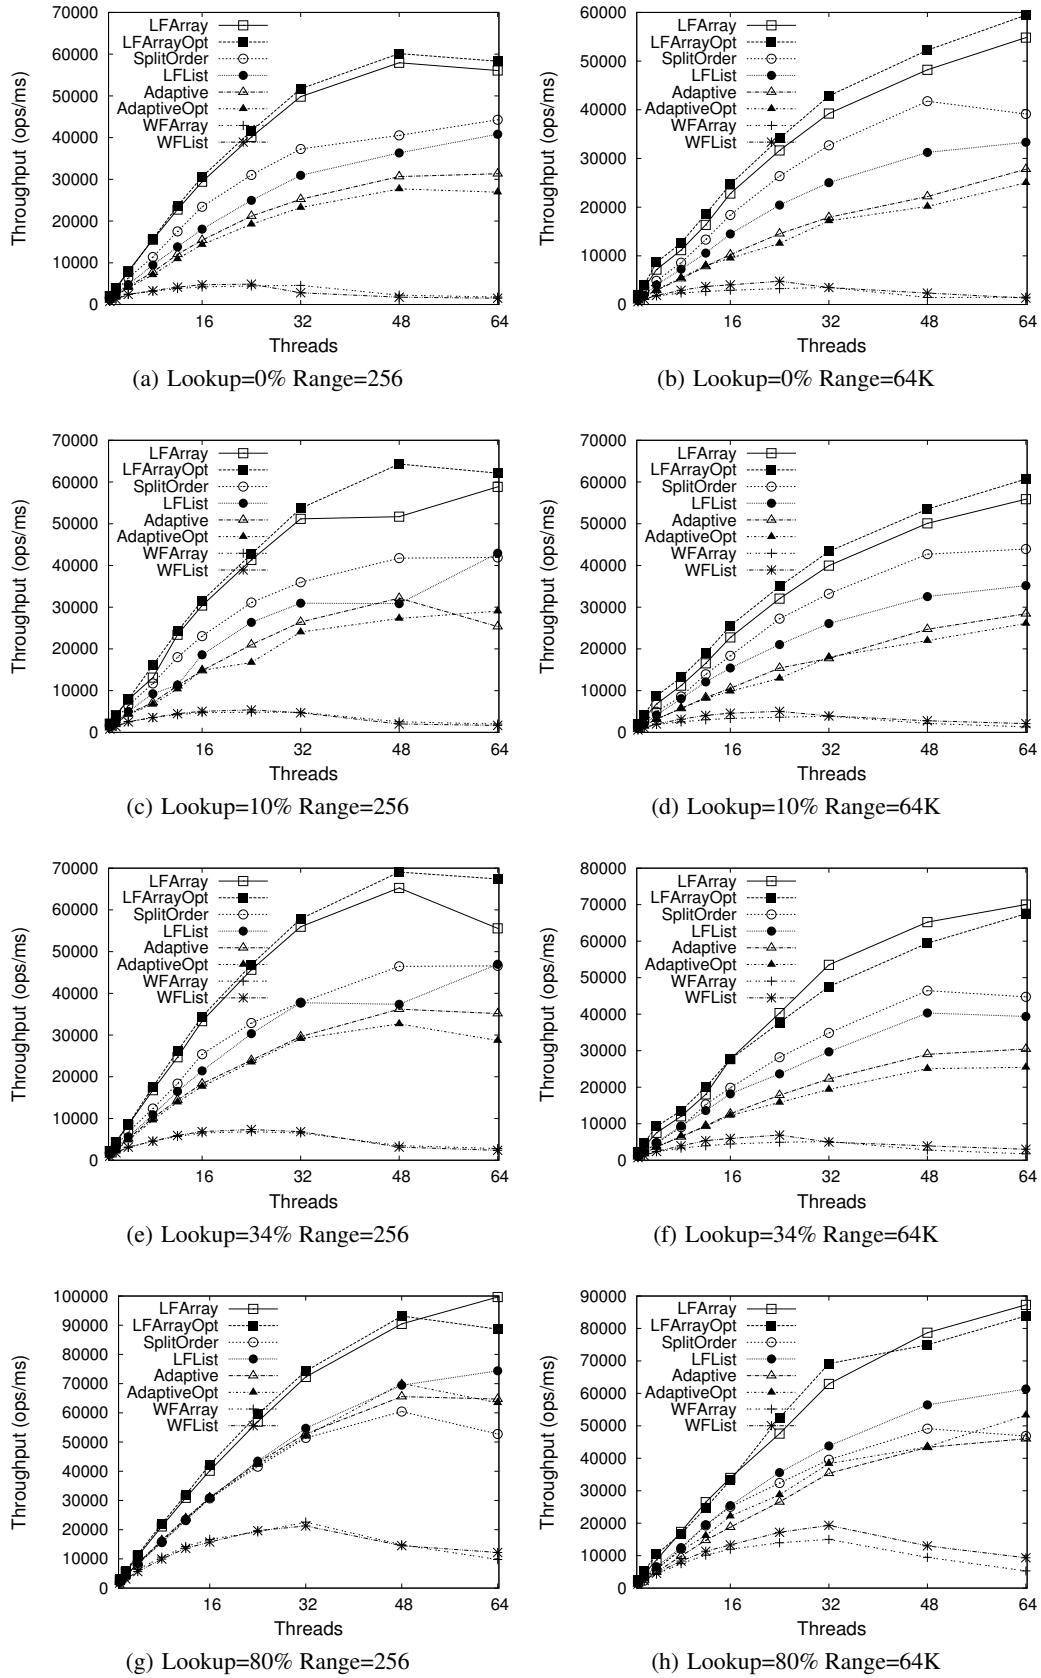 70000
60000
50000
40000
30000
20000
10000
0
Throughput (ops/ms)
LFArray
LFArrayOpt
SplitOrder
LFList
Adaptive
AdaptiveOpt
WFArray
WFList
16 32 48 64
Threads
(a) Lookup=0% Range=256
60000
50000
40000
30000
20000
10000
0
Throughput (ops/ms)
LFArray
LFArrayOpt
SplitOrder
LFList
Adaptive
AdaptiveOpt
WFArray
WFList
16 32 48 64
Threads
(b) Lookup=0% Range=64K
70000
60000
50000
40000
30000
20000
10000
0
Throughput (ops/ms)
LFArray
LFArrayOpt
SplitOrder
LFList
Adaptive
AdaptiveOpt
WFArray
WFList
16 32 48 64
Threads
(c) Lookup=10% Range=256
70000
60000
50000
40000
30000
20000
10000
0
Throughput (ops/ms)
LFArray
LFArrayOpt
SplitOrder
LFList
Adaptive
AdaptiveOpt
WFArray
WFList
16 32 48 64
Threads
(d) Lookup=10% Range=64K
70000
60000
50000
40000
30000
20000
10000
0
Throughput (ops/ms)
LFArray
LFArrayOpt
SplitOrder
LFList
Adaptive
AdaptiveOpt
WFArray
WFList
16 32 48 64
Threads
(e) Lookup=34% Range=256
80000
70000
60000
50000
40000
30000
20000
10000
0
Throughput (ops/ms)
LFArray
LFArrayOpt
SplitOrder
LFList
Adaptive
AdaptiveOpt
WFArray
WFList
16 32 48 64
Threads
(f) Lookup=34% Range=64K
100000
90000
80000
70000
60000
50000
40000
30000
20000
10000
0
Throughput (ops/ms)
LFArray
LFArrayOpt
SplitOrder
LFList
Adaptive
AdaptiveOpt
WFArray
WFList
16 32 48 64
Threads
(g) Lookup=80% Range=256
90000
80000
70000
60000
50000
40000
30000
20000
10000
0
Throughput (ops/ms)
LFArray
LFArrayOpt
SplitOrder
LFList
Adaptive
AdaptiveOpt
WFArray
WFList
16 32 48 64
Threads
(h) Lookup=80% Range=64K